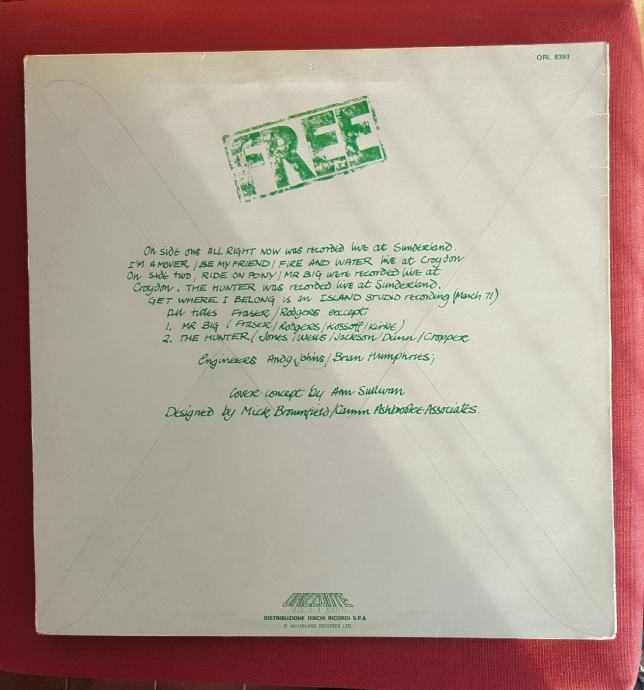 ORL 8393
FREE
On side one ALL RIGHT NOW was recorded live at Sunderland.
I'M A MOVER / BE MY FRIEND / FIRE AND WATER live at Croydon
On side two, RIDE ON PONY / MR BIG were recorded live at
Croydon. THE HUNTER was recorded live at Sunderland.
GET WHERE I BELONG is an ISLAND STUDIO recording (March 71)
All titles Fraser / Rodgers except
1. MR BIG (Fraser / Rodgers / Kossoff / Kirke)
2. THE HUNTER (Jones / Wells / Jackson / Dunn / Cropper
Engineers Andy Johns / Brian Humphries;
Cover concept by Ann Sullivan
Designed by Mick Brownfield / Camm Ashbrooke Associates.
ORIZZONTE
DISTRIBUZIONE DISCHI RICORDI S.P.A.
ISLAND RECORDS LTD.